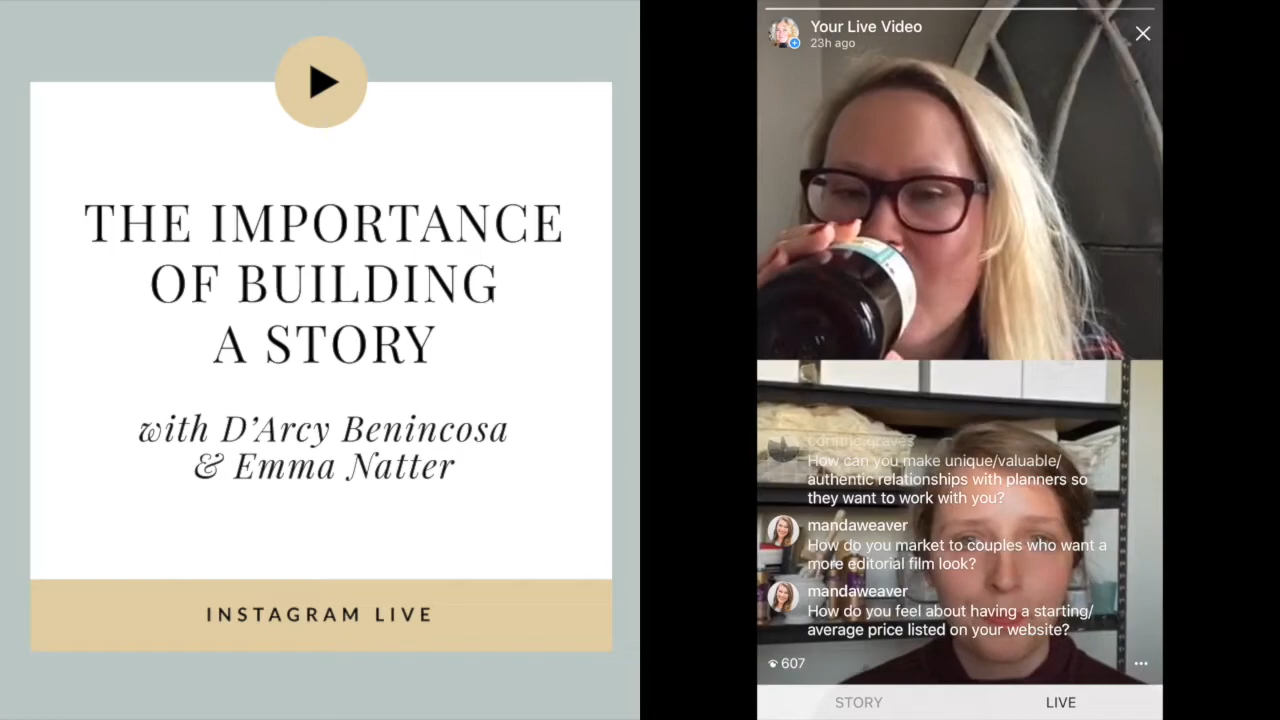 THE IMPORTANCE
OF BUILDING
A STORY
with D'Arcy Benincosa
& Emma Natter
INSTAGRAM LIVE
Your Live Video
23h ago
How can you make unique/valuable/
authentic relationships with planners so
they want to work with you?
mandaweaver
How do you market to couples who want a
more editorial film look?
mandaweaver
How do you feel about having a starting/
average price listed on your website?
607
STORY
LIVE